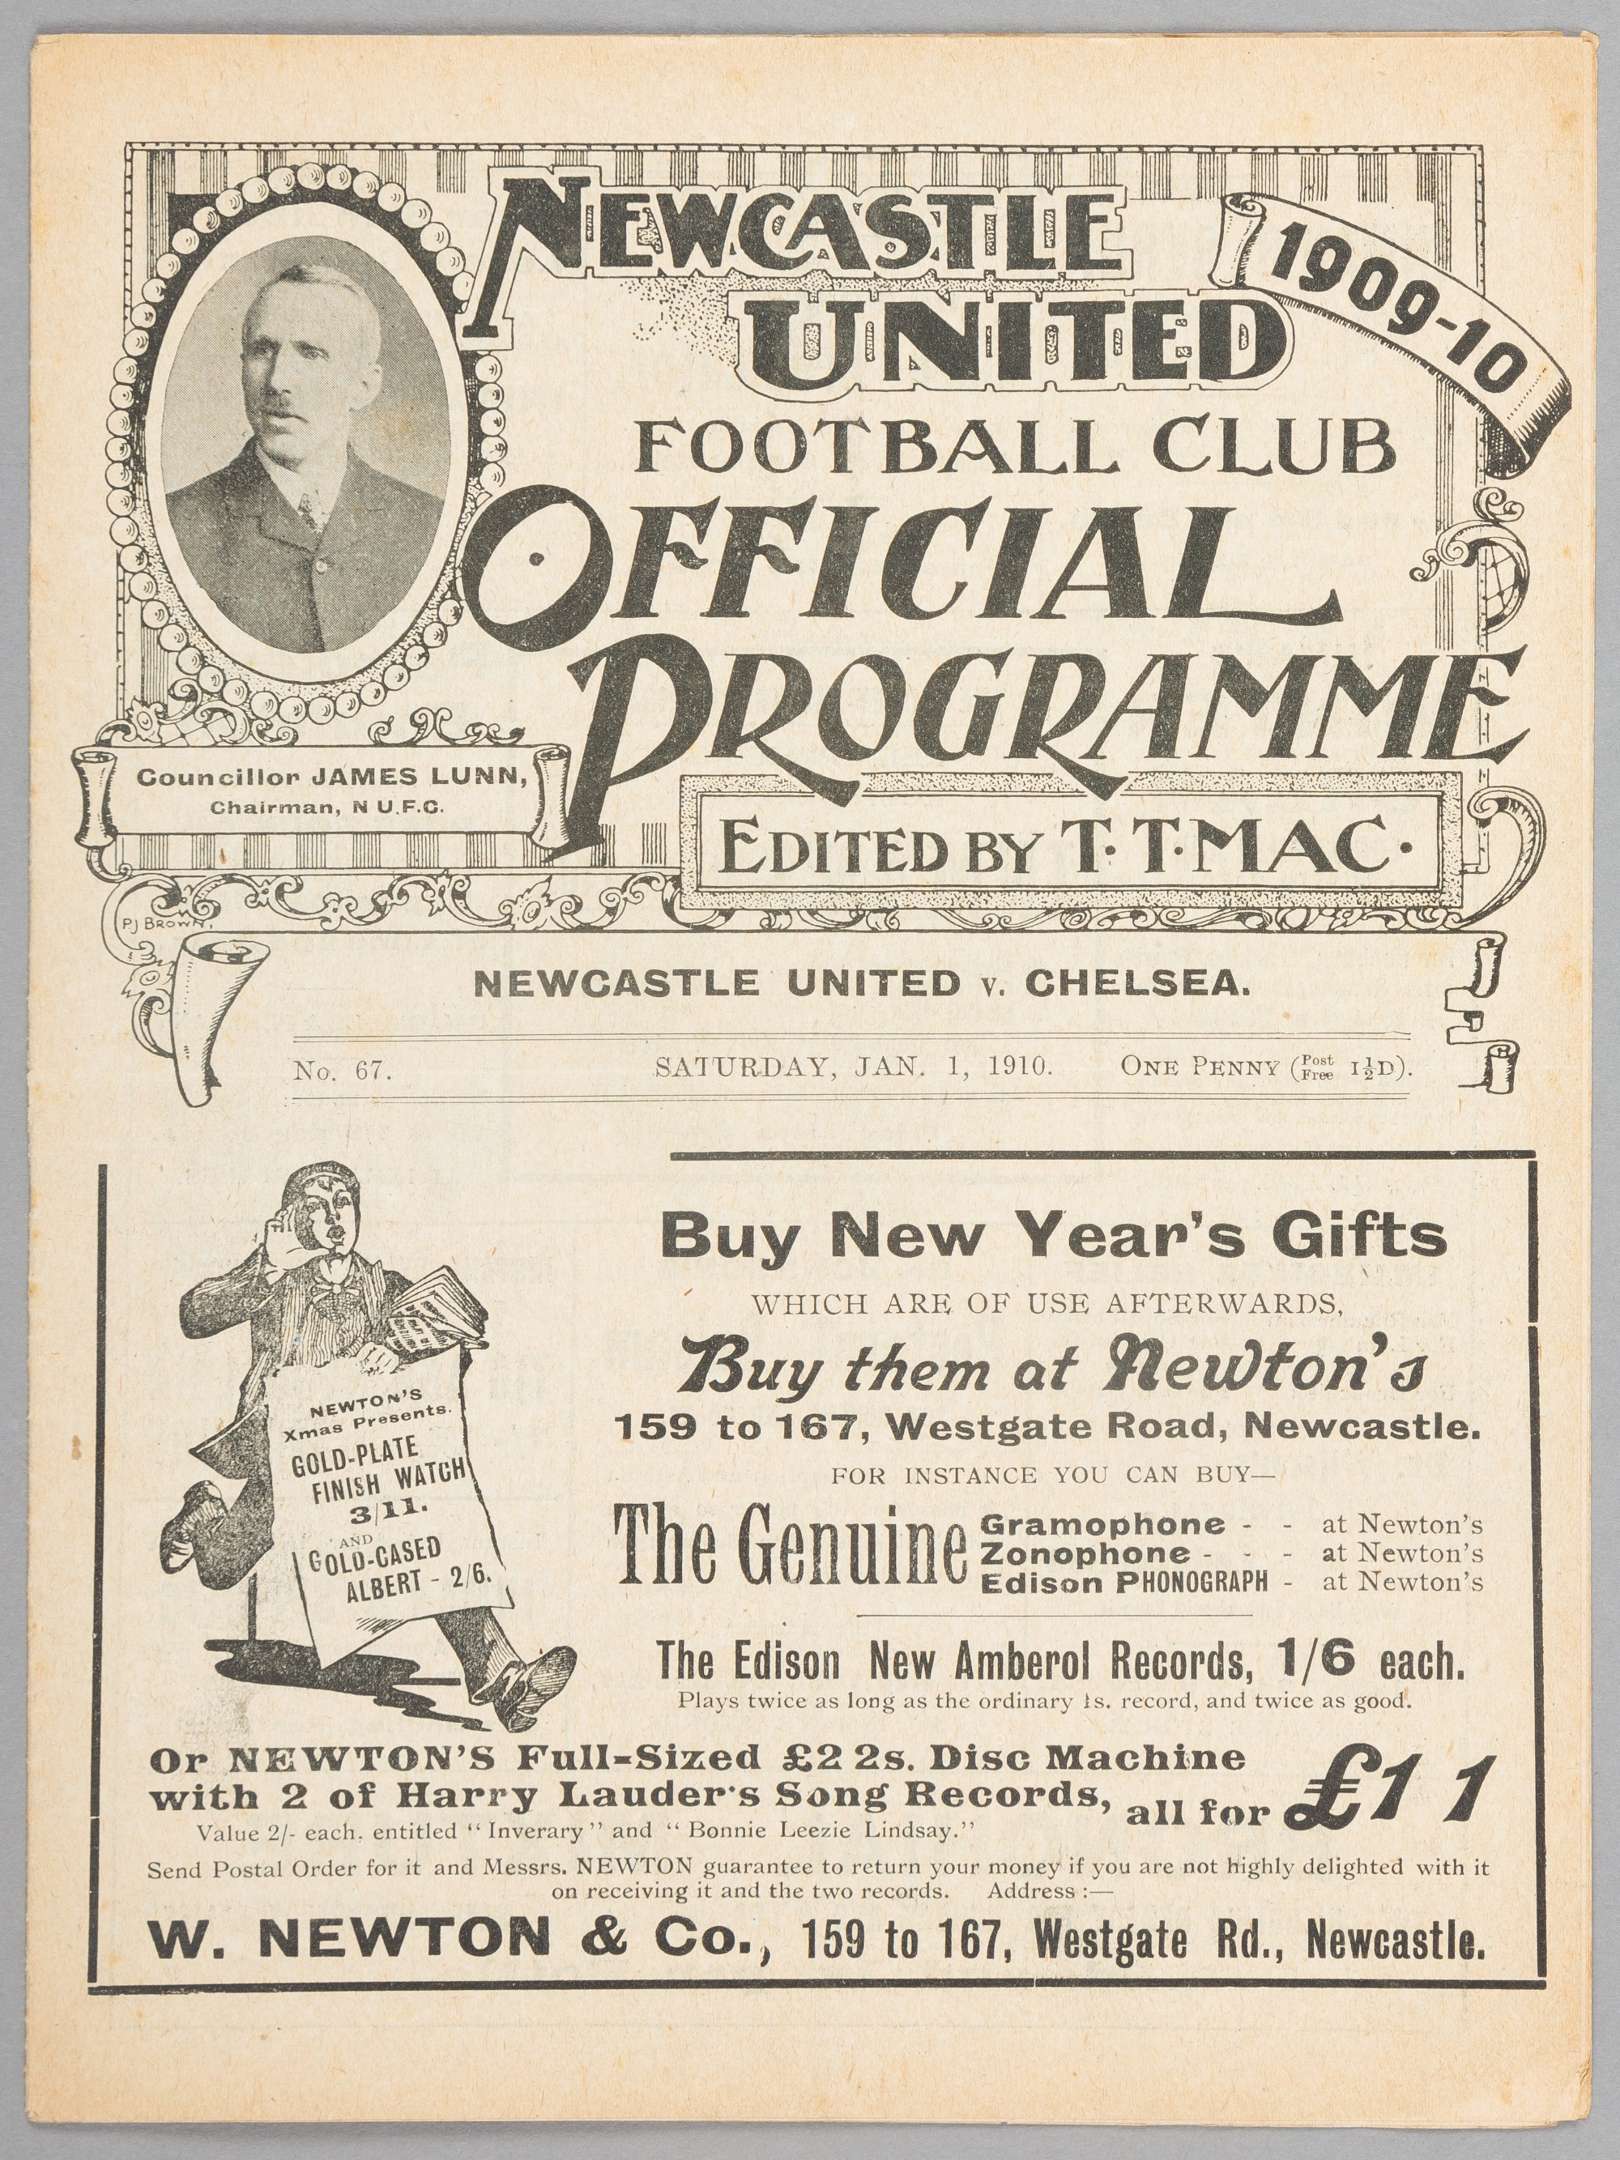 NEWCASTLE
UNITED
1909-10
FOOTBALL CLUB
OFFICIAL
PROGRAMME
Councillor JAMES LUNN,
Chairman, N U.F.C.
EDITED BY T. T. MAC.
P J BROWN.
NEWCASTLE UNITED v. CHELSEA.
No. 67. SATURDAY, JAN. 1, 1910. ONE PENNY (Post Free 1½D).
Buy New Year's Gifts
WHICH ARE OF USE AFTERWARDS,
Buy them at Newton's
159 to 167, Westgate Road, Newcastle.
FOR INSTANCE YOU CAN BUY—
The Genuine
Gramophone - - at Newton's
Zonophone - - - at Newton's
Edison PHONOGRAPH - at Newton's
NEWTON'S
Xmas Presents.
GOLD-PLATE
FINISH WATCH
3/11.
AND
GOLD-CASED
ALBERT - 2/6.
The Edison New Amberol Records, 1/6 each.
Plays twice as long as the ordinary 1s. record, and twice as good.
Or NEWTON'S Full-Sized £2 2s. Disc Machine
with 2 of Harry Lauder's Song Records, all for £1 1
Value 2/- each, entitled "Inverary" and "Bonnie Leezie Lindsay."
Send Postal Order for it and Messrs. NEWTON guarantee to return your money if you are not highly delighted with it
on receiving it and the two records. Address :—
W. NEWTON & Co., 159 to 167, Westgate Rd., Newcastle.